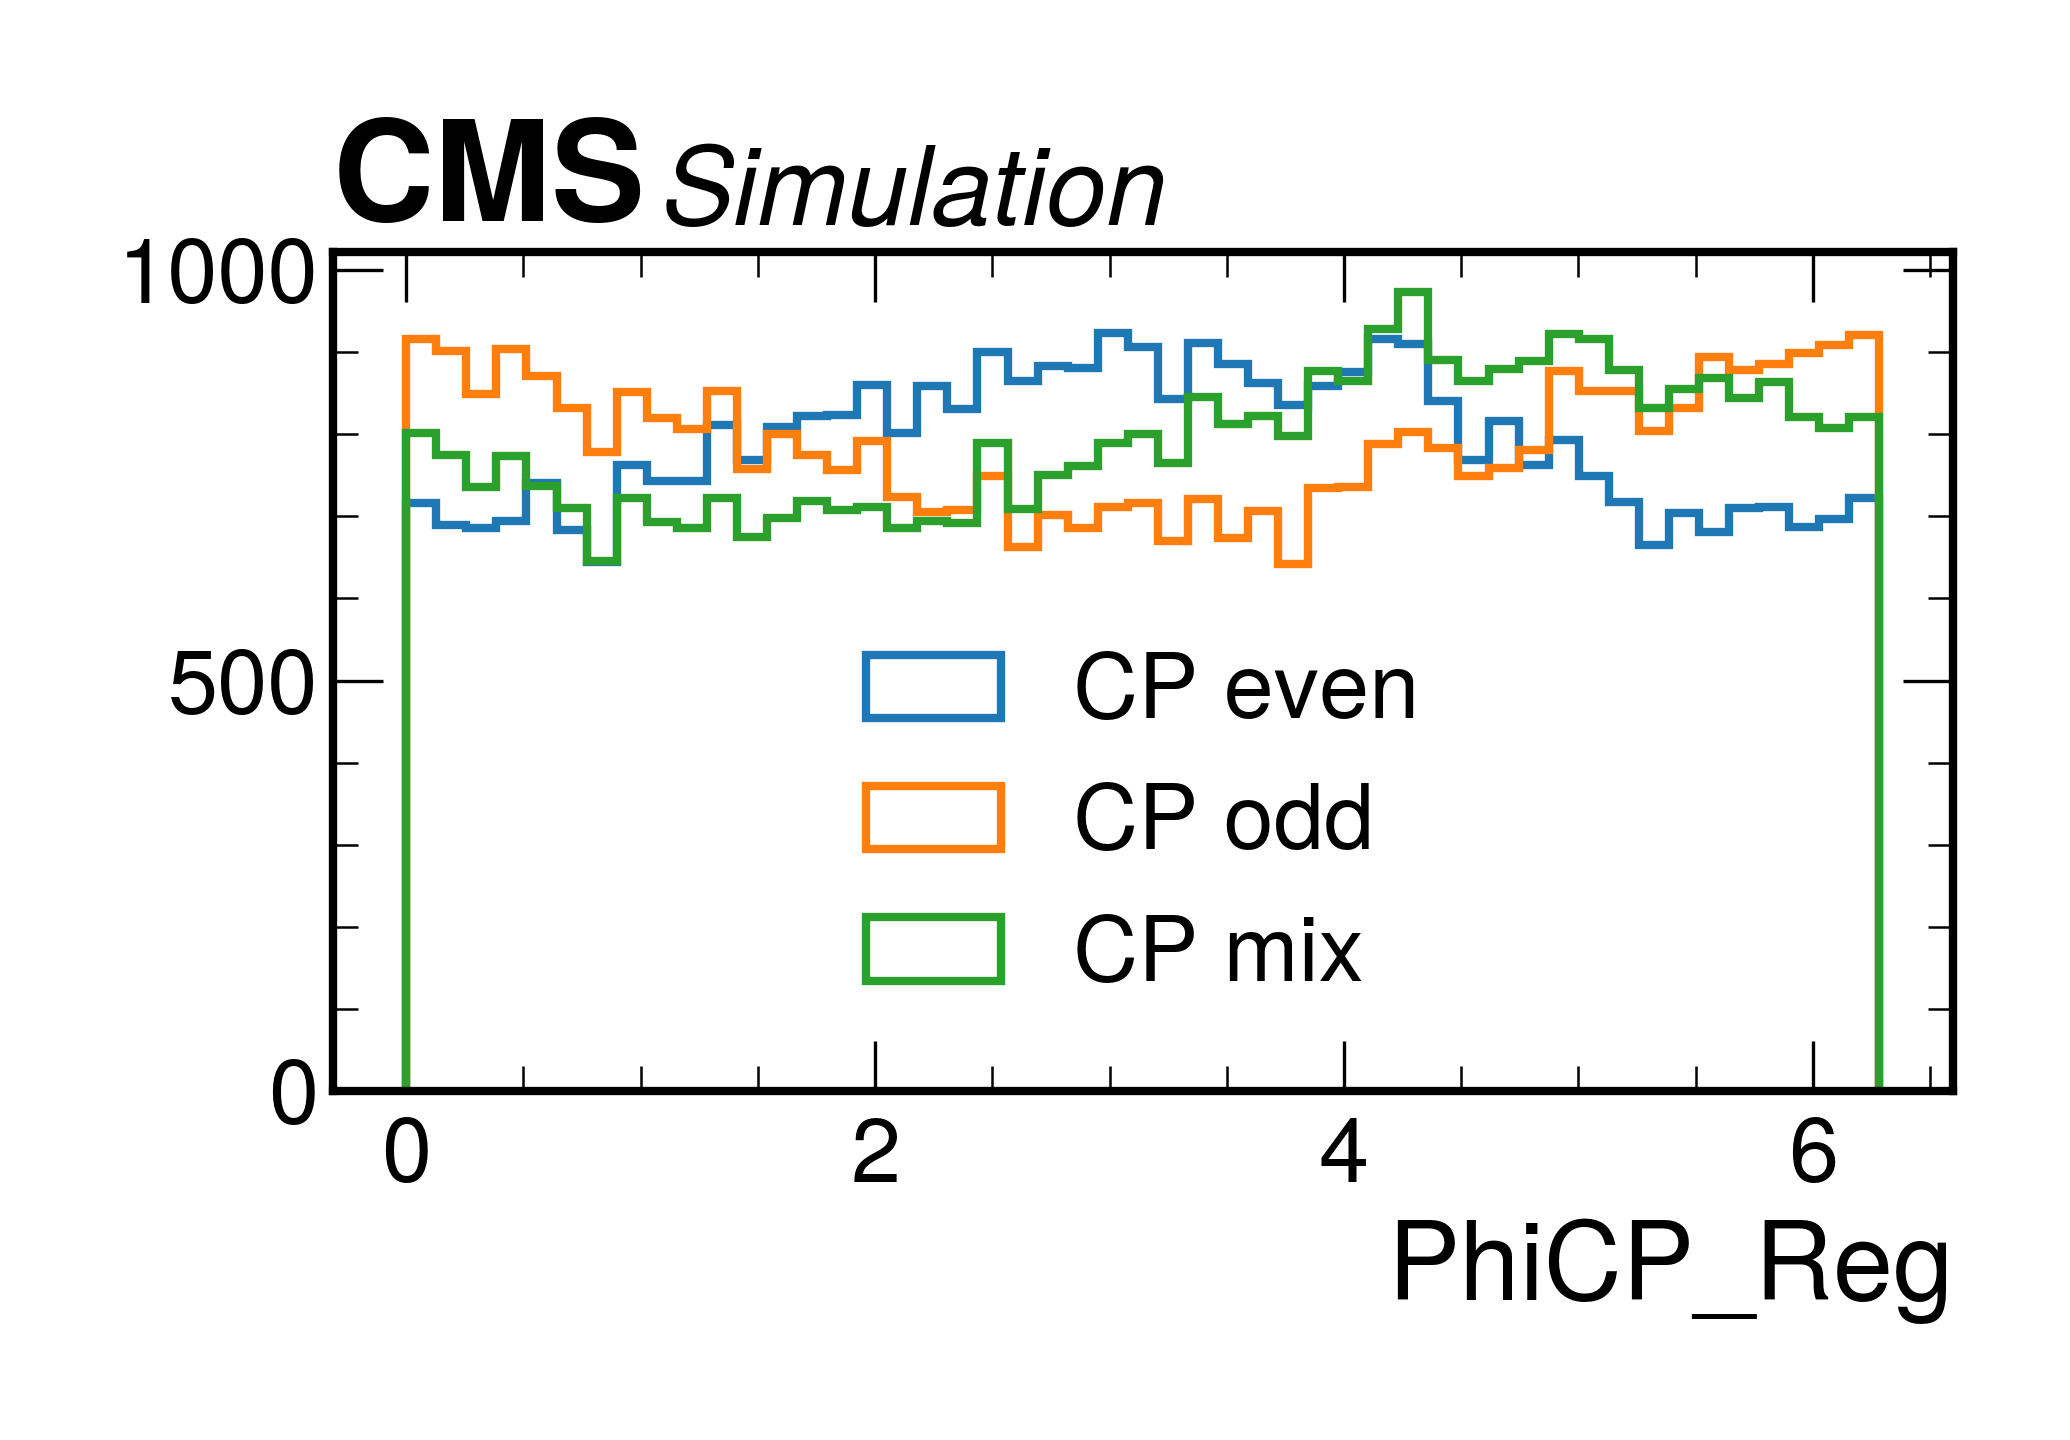 CMS Simulation
1000
500
0
CP even
CP odd
CP mix
0 2 4 6
PhiCP_Reg